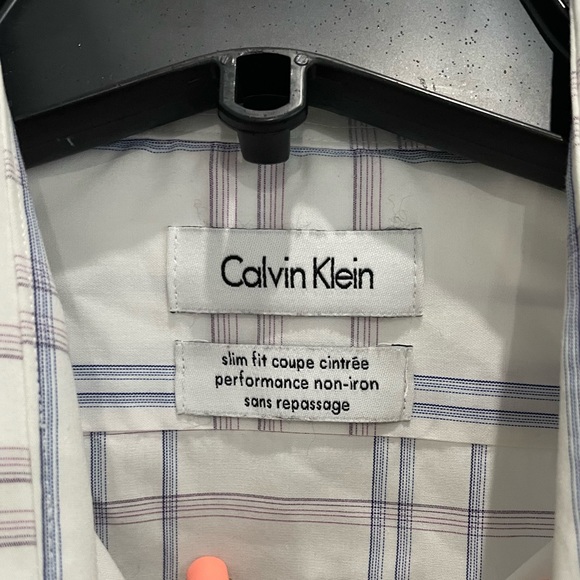 Calvin Klein
slim fit coupe cintrée
performance non-iron
sans repassage